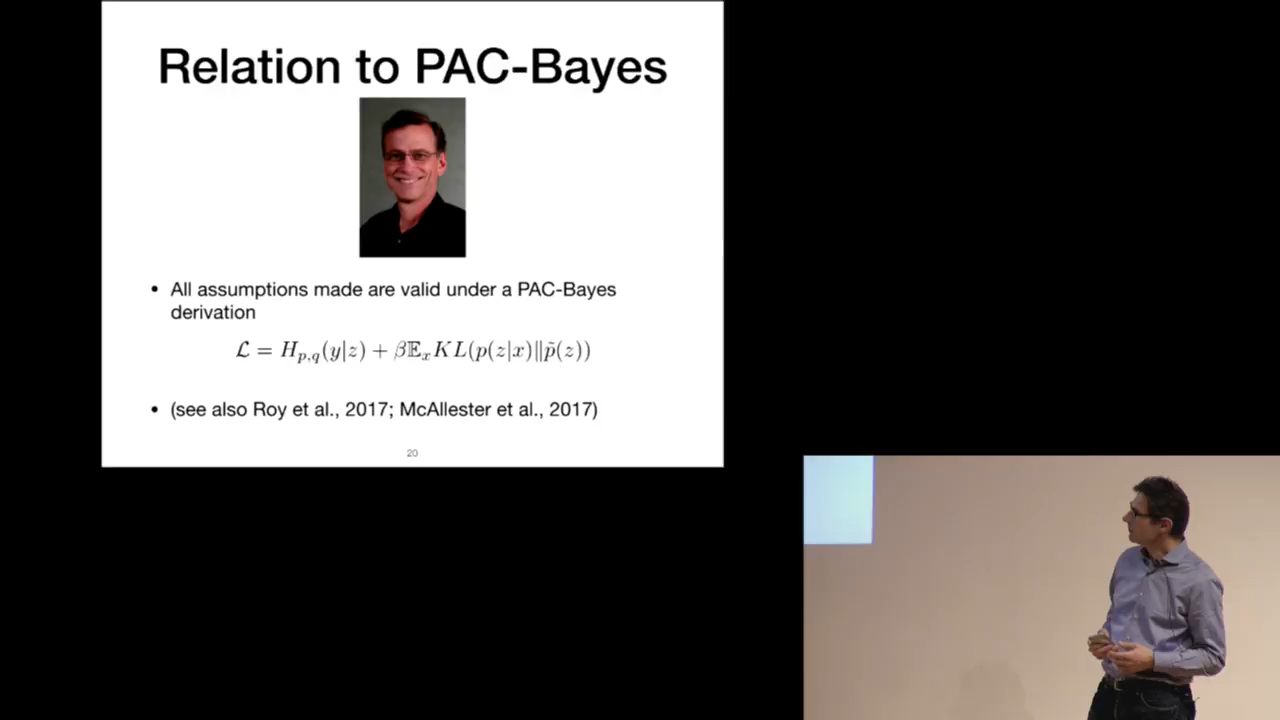 Relation to PAC-Bayes
• All assumptions made are valid under a PAC-Bayes
derivation
ℒ = H_{p,q}(y|z) + β𝔼_x KL(p(z|x)‖p̃(z))
• (see also Roy et al., 2017; McAllester et al., 2017)
20